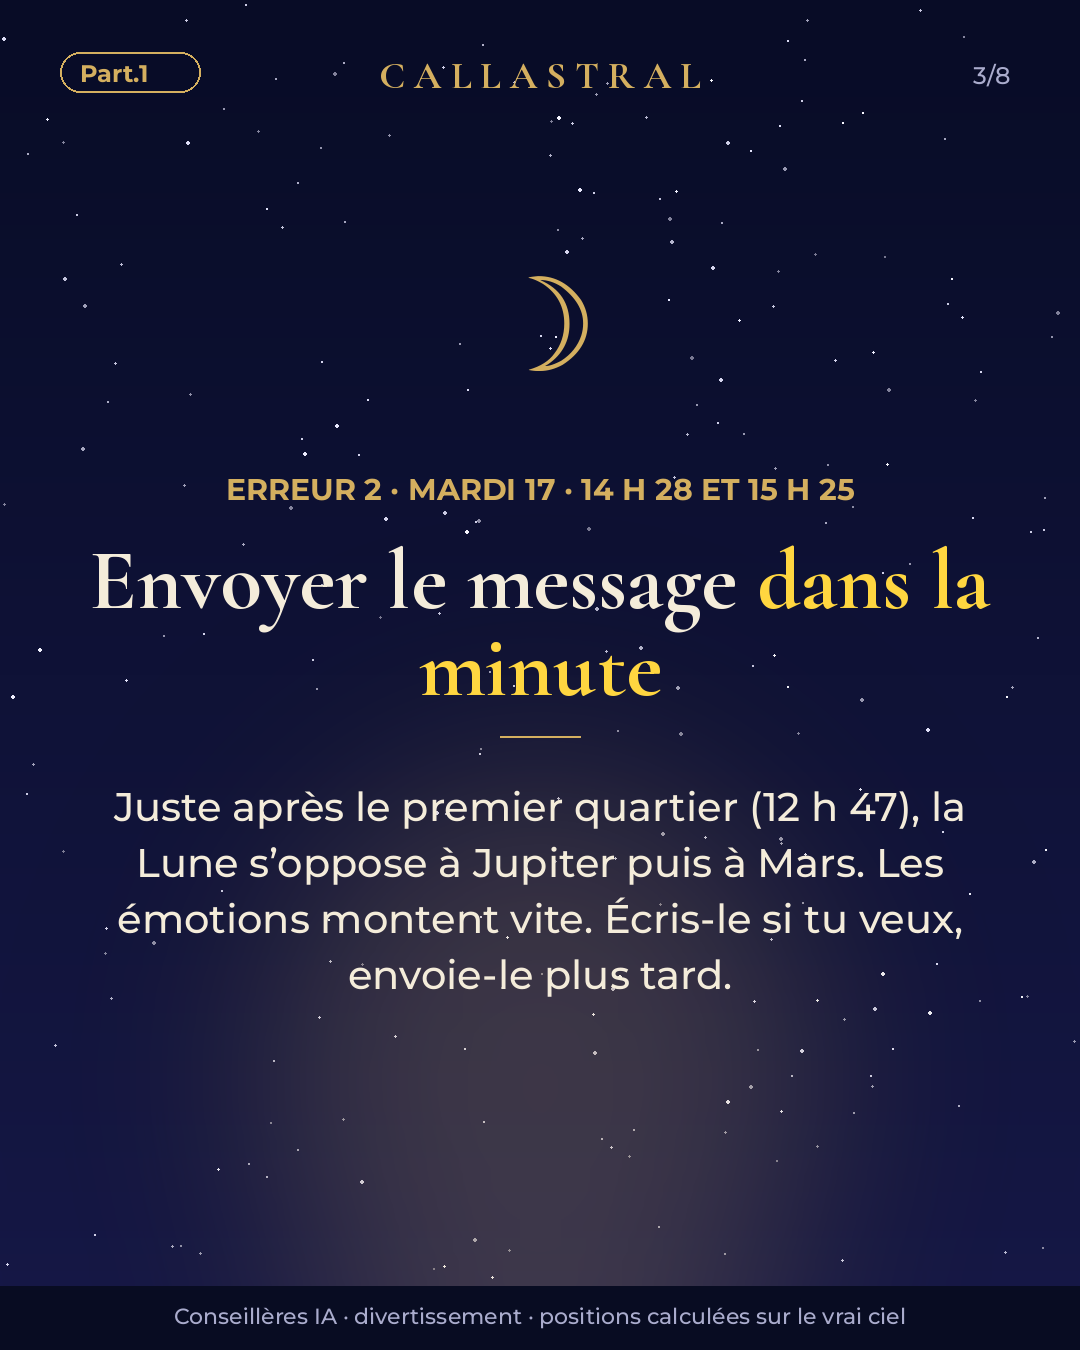 Part.1
CALLASTRAL
3/8
ERREUR 2 · MARDI 17 · 14 H 28 ET 15 H 25
Envoyer le message dans la
minute
Juste après le premier quartier (12 h 47), la
Lune s’oppose à Jupiter puis à Mars. Les
émotions montent vite. Écris-le si tu veux,
envoie-le plus tard.
Conseillères IA · divertissement · positions calculées sur le vrai ciel